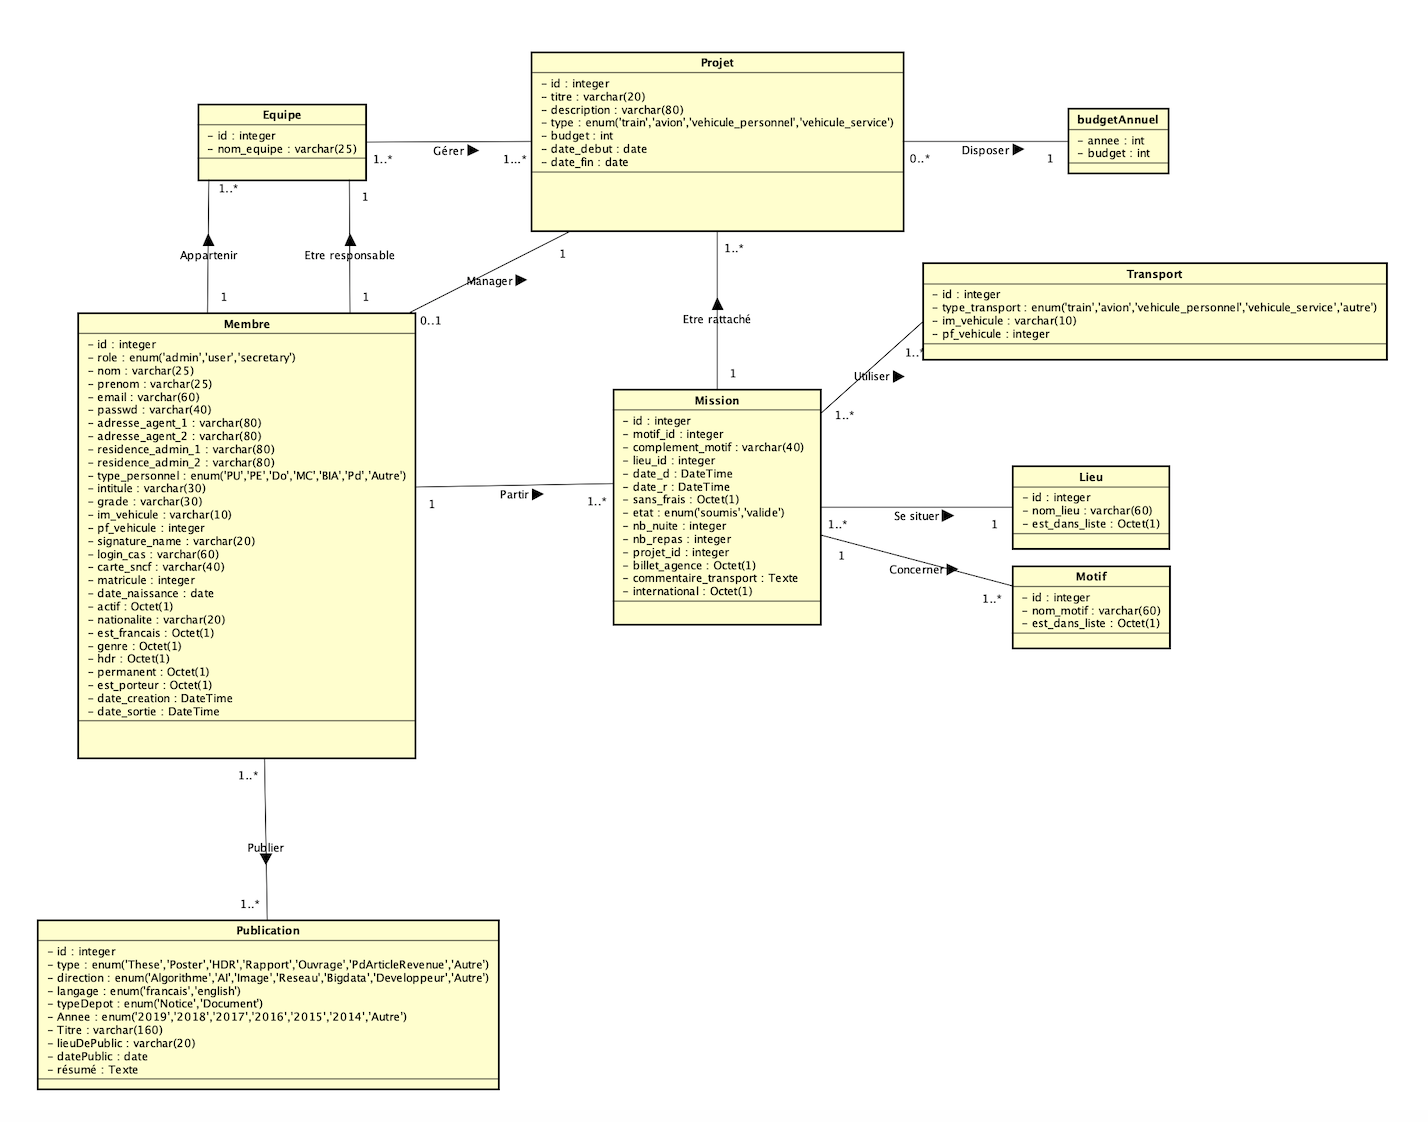 Projet
– id : integer
– titre : varchar(20)
– description : varchar(80)
– type : enum('train','avion','vehicule_personnel','vehicule_service')
– budget : int
– date_debut : date
– date_fin : date
Equipe
– id : integer
– nom_equipe : varchar(25)
budgetAnnuel
– annee : int
– budget : int
1..*
Gérer
1...*
0..*
Disposer
1
1..*
1
Appartenir
Etre responsable
1
1
1
Manager
0..1
1..*
Etre rattaché
1
Transport
– id : integer
– type_transport : enum('train','avion','vehicule_personnel','vehicule_service','autre')
– im_vehicule : varchar(10)
– pf_vehicule : integer
1..*
Utiliser
1..*
Membre
– id : integer
– role : enum('admin','user','secretary')
– nom : varchar(25)
– prenom : varchar(25)
– email : varchar(60)
– passwd : varchar(40)
– adresse_agent_1 : varchar(80)
– adresse_agent_2 : varchar(80)
– residence_admin_1 : varchar(80)
– residence_admin_2 : varchar(80)
– type_personnel : enum('PU','PE','Do','MC','BIA','Pd','Autre')
– intitule : varchar(30)
– grade : varchar(30)
– im_vehicule : varchar(10)
– pf_vehicule : integer
– signature_name : varchar(20)
– login_cas : varchar(60)
– carte_sncf : varchar(40)
– matricule : integer
– date_naissance : date
– actif : Octet(1)
– nationalite : varchar(20)
– est_francais : Octet(1)
– genre : Octet(1)
– hdr : Octet(1)
– permanent : Octet(1)
– est_porteur : Octet(1)
– date_creation : DateTime
– date_sortie : DateTime
1
Partir
1..*
Mission
– id : integer
– motif_id : integer
– complement_motif : varchar(40)
– lieu_id : integer
– date_d : DateTime
– date_r : DateTime
– sans_frais : Octet(1)
– etat : enum('soumis','valide')
– nb_nuite : integer
– nb_repas : integer
– projet_id : integer
– billet_agence : Octet(1)
– commentaire_transport : Texte
– international : Octet(1)
1..*
Se situer
1
Lieu
– id : integer
– nom_lieu : varchar(60)
– est_dans_liste : Octet(1)
1
Concerner
1..*
Motif
– id : integer
– nom_motif : varchar(60)
– est_dans_liste : Octet(1)
1..*
Publier
1..*
Publication
– id : integer
– type : enum('These','Poster','HDR','Rapport','Ouvrage','PdArticleRevenue','Autre')
– direction : enum('Algorithme','AI','Image','Reseau','Bigdata','Developpeur','Autre')
– langage : enum('francais','english')
– typeDepot : enum('Notice','Document')
– Annee : enum('2019','2018','2017','2016','2015','2014','Autre')
– Titre : varchar(160)
– lieuDePublic : varchar(20)
– datePublic : date
– résumé : Texte